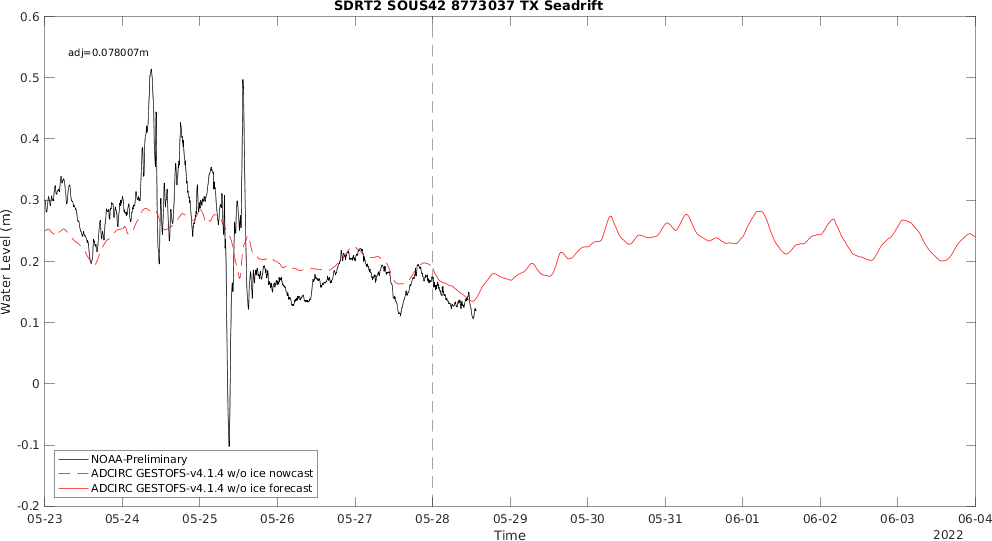 SDRT2 SOUS42 8773037 TX Seadrift
adj=0.078007m
0.6
0.5
0.4
0.3
0.2
0.1
0
-0.1
-0.2
Water Level (m)
NOAA-Preliminary
ADCIRC GESTOFS-v4.1.4 w/o ice nowcast
ADCIRC GESTOFS-v4.1.4 w/o ice forecast
05-23 05-24 05-25 05-26 05-27 05-28 05-29 05-30 05-31 06-01 06-02 06-03 06-04
Time
2022